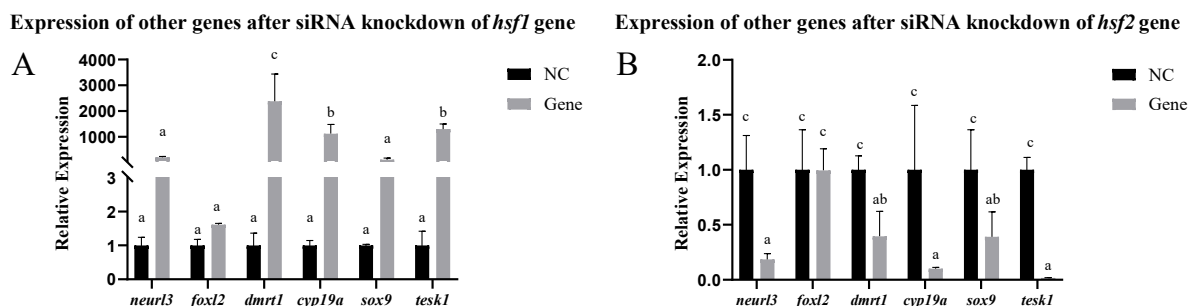 Expression of other genes after siRNA knockdown of hsf1 gene
A
Relative Expression
4000
3000
2000
1000
3
2
1
0
a
a
a
a
a
c
a
b
a
a
a
b
NC
Gene
neurl3 foxl2 dmrt1 cyp19a sox9 tesk1
Expression of other genes after siRNA knockdown of hsf2 gene
B
Relative Expression
2.0
1.5
1.0
0.5
0.0
c
a
c
c
c
ab
c
a
c
ab
c
a
NC
Gene
neurl3 foxl2 dmrt1 cyp19a sox9 tesk1